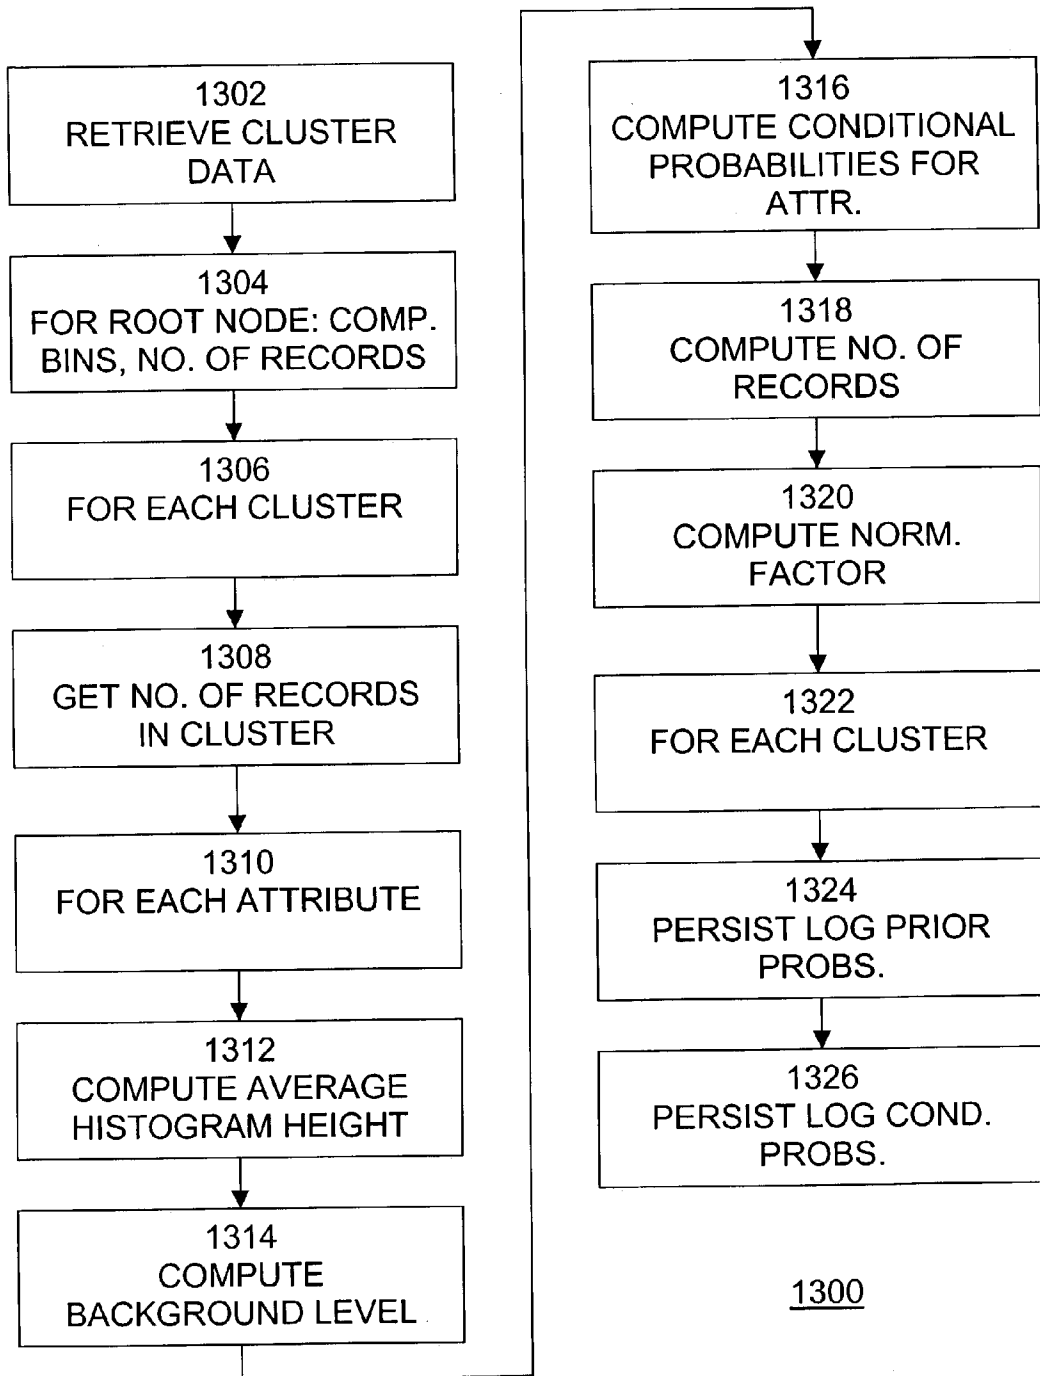 1302
RETRIEVE CLUSTER
DATA
1304
FOR ROOT NODE: COMP.
BINS, NO. OF RECORDS
1306
FOR EACH CLUSTER
1308
GET NO. OF RECORDS
IN CLUSTER
1310
FOR EACH ATTRIBUTE
1312
COMPUTE AVERAGE
HISTOGRAM HEIGHT
1314
COMPUTE
BACKGROUND LEVEL
1316
COMPUTE CONDITIONAL
PROBABILITIES FOR
ATTR.
1318
COMPUTE NO. OF
RECORDS
1320
COMPUTE NORM.
FACTOR
1322
FOR EACH CLUSTER
1324
PERSIST LOG PRIOR
PROBS.
1326
PERSIST LOG COND.
PROBS.
1300